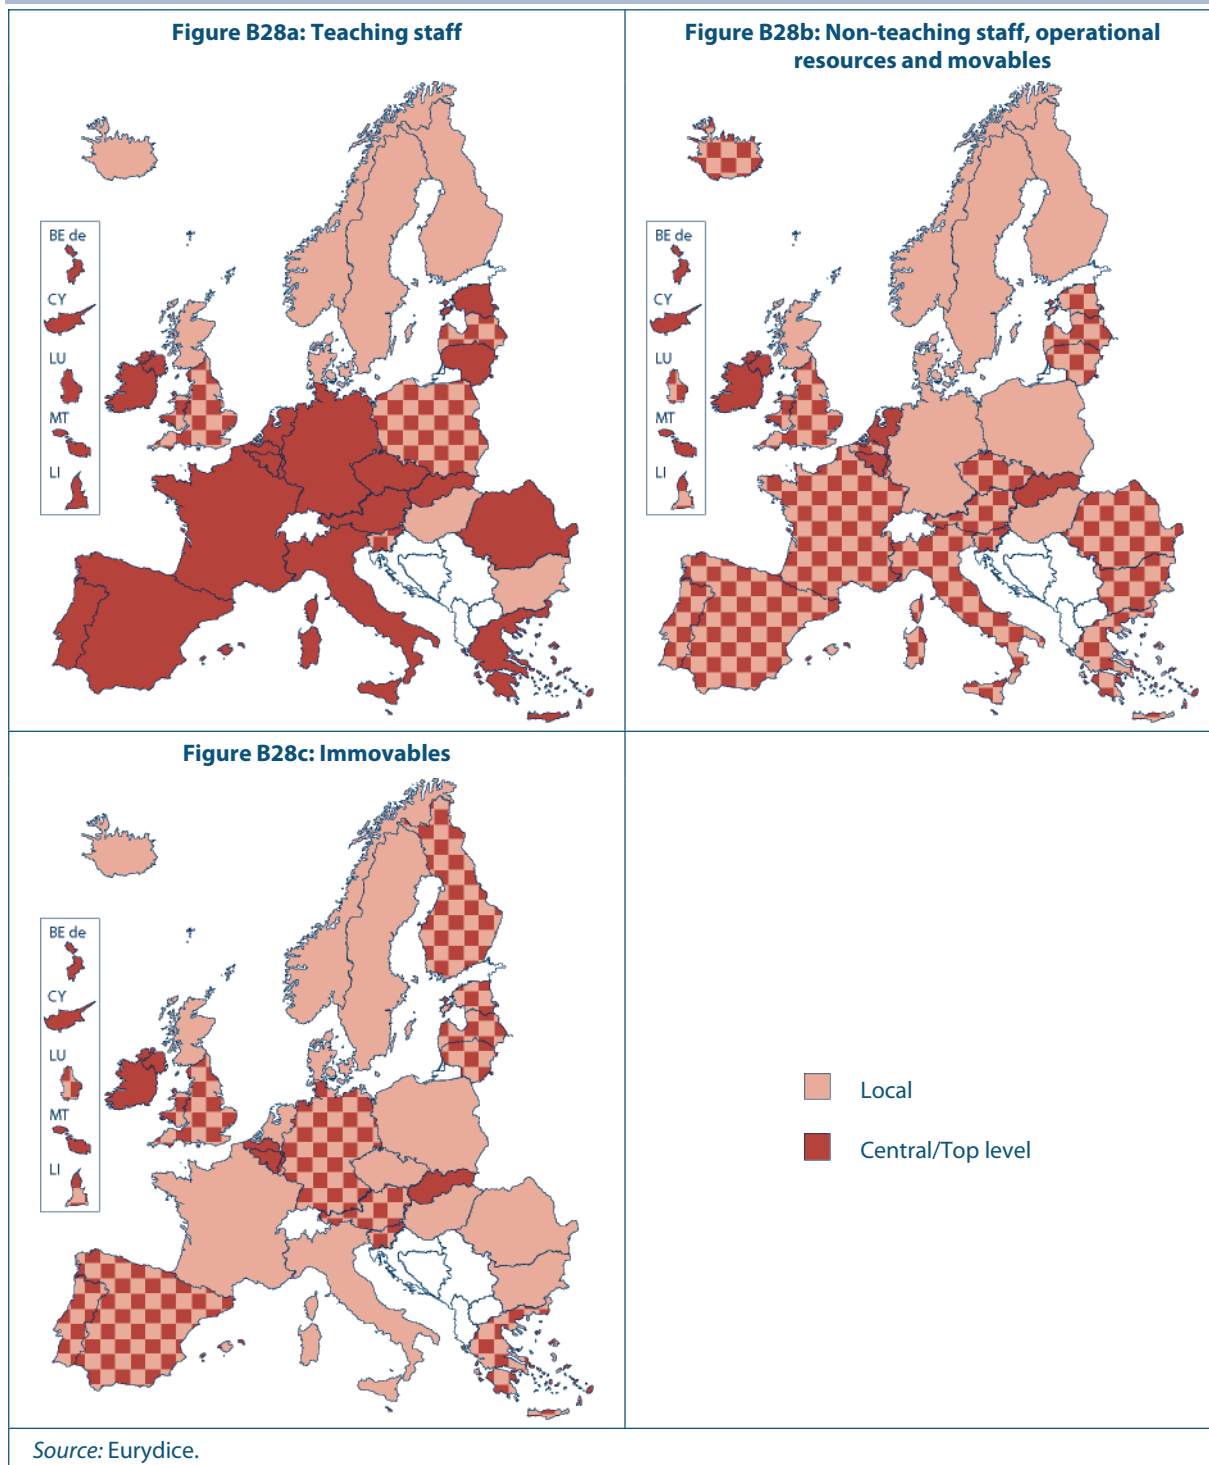 Figure B28a: Teaching staff
Figure B28b: Non-teaching staff, operational
resources and movables
BE de
CY
LU
MT
LI
BE de
CY
LU
MT
LI
Figure B28c: Immovables
BE de
CY
LU
MT
LI
Local
Central/Top level
Source: Eurydice.